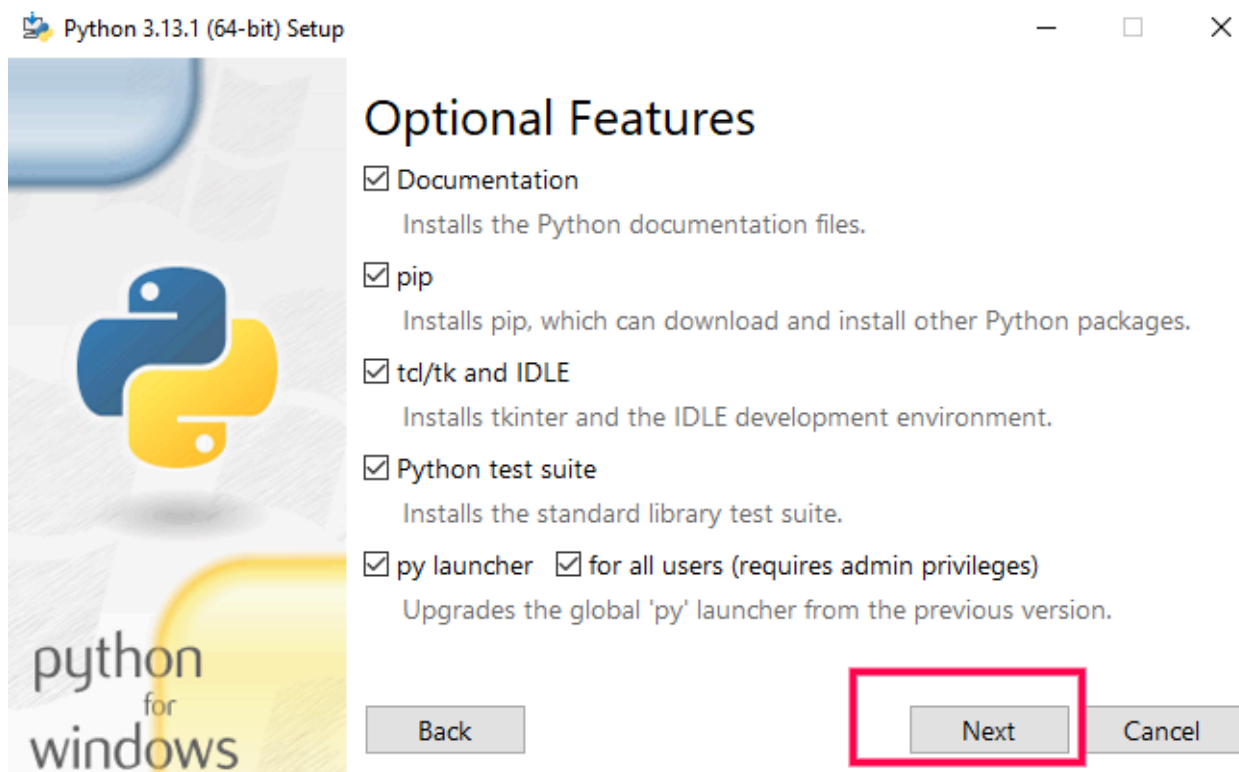 Python 3.13.1 (64-bit) Setup
Optional Features
Documentation
Installs the Python documentation files.
pip
Installs pip, which can download and install other Python packages.
tcl/tk and IDLE
Installs tkinter and the IDLE development environment.
Python test suite
Installs the standard library test suite.
py launcher for all users (requires admin privileges)
Upgrades the global 'py' launcher from the previous version.
python
for
windows
Back Next Cancel